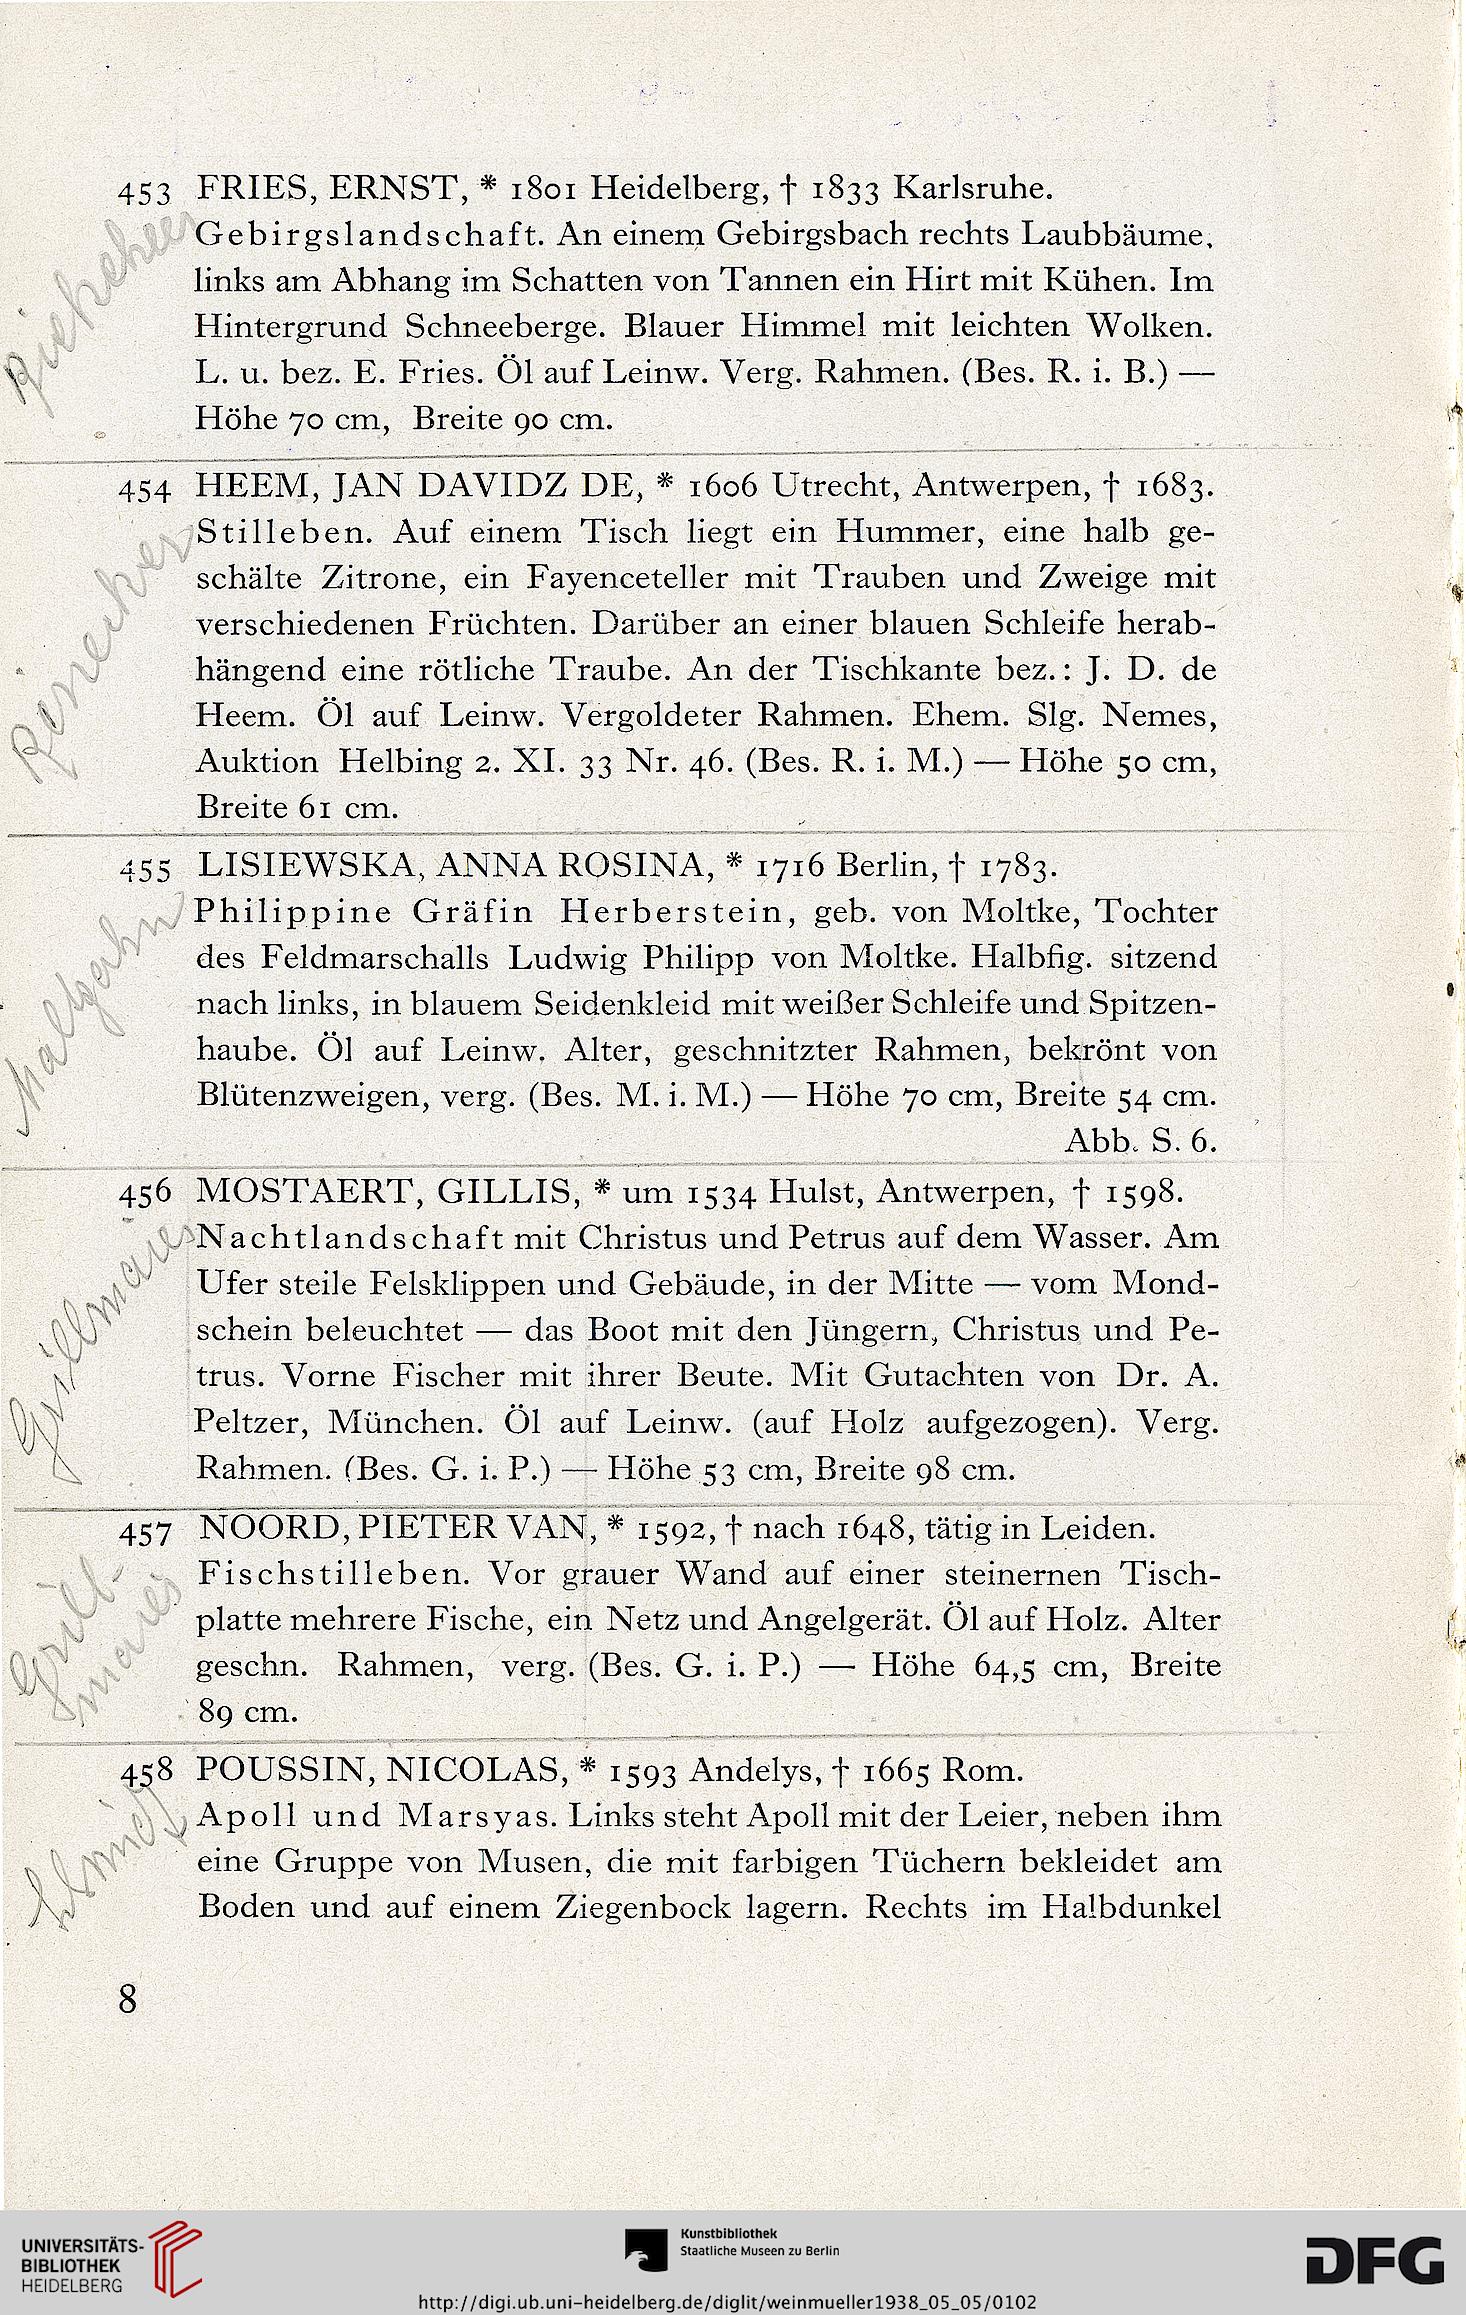 453 FRIES, ERNST, * 1801 Heidelberg, † 1833 Karlsruhe.
Gebirgslandschaft. An einem Gebirgsbach rechts Laubbäume,
links am Abhang im Schatten von Tannen ein Hirt mit Kühen. Im
Hintergrund Schneeberge. Blauer Himmel mit leichten Wolken.
L. u. bez. E. Fries. Öl auf Leinw. Verg. Rahmen. (Bes. R. i. B.) —
Höhe 70 cm, Breite 90 cm.
454 HEEM, JAN DAVIDZ DE, * 1606 Utrecht, Antwerpen, † 1683.
Stilleben. Auf einem Tisch liegt ein Hummer, eine halb ge-
schälte Zitrone, ein Fayenceteller mit Trauben und Zweige mit
verschiedenen Früchten. Darüber an einer blauen Schleife herab-
hängend eine rötliche Traube. An der Tischkante bez.: J. D. de
Heem. Öl auf Leinw. Vergoldeter Rahmen. Ehem. Slg. Nemes,
Auktion Helbing 2. XI. 33 Nr. 46. (Bes. R. i. M.) — Höhe 50 cm,
Breite 61 cm.
455 LISIEWSKA, ANNA ROSINA, * 1716 Berlin, † 1783.
Maltzahn
Philippine Gräfin Herberstein, geb. von Moltke, Tochter
des Feldmarschalls Ludwig Philipp von Moltke. Halbfig. sitzend
nach links, in blauem Seidenkleid mit weißer Schleife und Spitzen-
haube. Öl auf Leinw. Alter, geschnitzter Rahmen, bekrönt von
Blütenzweigen, verg. (Bes. M. i. M.) — Höhe 70 cm, Breite 54 cm.
Abb. S. 6.
456 MOSTAERT, GILLIS, * um 1534 Hulst, Antwerpen, † 1598.
Grillmaier
Nachtlandschaft mit Christus und Petrus auf dem Wasser. Am
Ufer steile Felsklippen und Gebäude, in der Mitte — vom Mond-
schein beleuchtet — das Boot mit den Jüngern, Christus und Pe-
trus. Vorne Fischer mit ihrer Beute. Mit Gutachten von Dr. A.
Peltzer, München. Öl auf Leinw. (auf Holz aufgezogen). Verg.
Rahmen. (Bes. G. i. P.) — Höhe 53 cm, Breite 98 cm.
457 NOORD, PIETER VAN, * 1592, † nach 1648, tätig in Leiden.
Grill-
maier
Fischstilleben. Vor grauer Wand auf einer steinernen Tisch-
platte mehrere Fische, ein Netz und Angelgerät. Öl auf Holz. Alter
geschn. Rahmen, verg. (Bes. G. i. P.) — Höhe 64,5 cm, Breite
89 cm.
458 POUSSIN, NICOLAS, * 1593 Andelys, † 1665 Rom.
Apoll und Marsyas. Links steht Apoll mit der Leier, neben ihm
eine Gruppe von Musen, die mit farbigen Tüchern bekleidet am
Boden und auf einem Ziegenbock lagern. Rechts im Halbdunkel
8
UNIVERSITÄTS-
BIBLIOTHEK
HEIDELBERG
Kunstbibliothek
Staatliche Museen zu Berlin
DFG
http://digi.ub.uni-heidelberg.de/diglit/weinmueller1938_05_05/0102